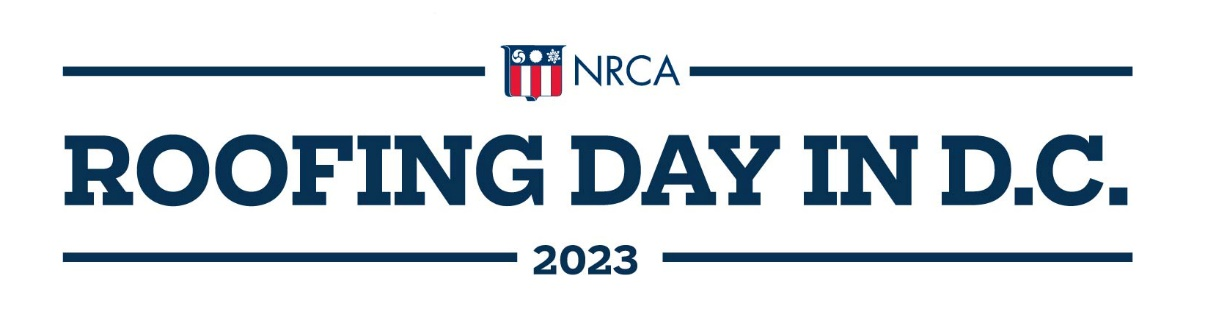 NRCA
ROOFING DAY IN D.C.
2023